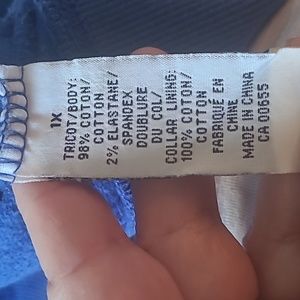 1X
TRICOT/BODY:
98% COTON/
COTTON
2% ELASTANE/
SPANDEX
DOUBLURE
DU COL/
COLLAR LINING:
100% COTON/
COTTON
FABRIQUÉ EN
CHINE
MADE IN CHINA
CA 00655